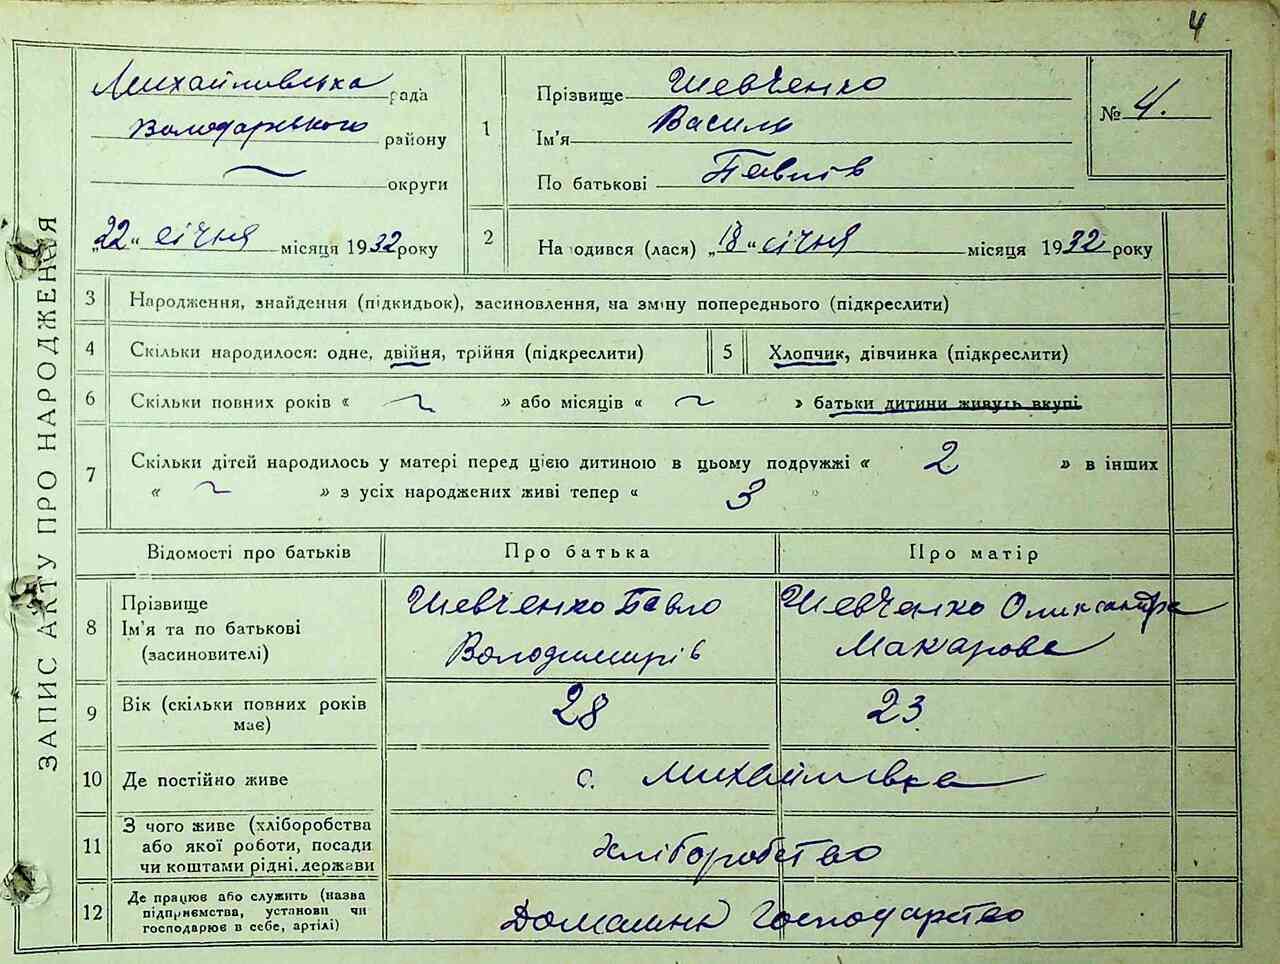 4
ЗАПИС АКТУ ПРО НАРОДЖЕННЯ
Михайловська рада
Володарського району
округи
„22“ січня місяця 1932 року
1
Прізвище Шевченко
Ім'я Василь
По батькові Павлів
№ 4.
2
Народився (лася) „18“ січня місяця 1932 року
3 Народження, знайдення (підкидьок), засиновлення, на зміну попереднього (підкреслити)
4 Скільки народилося: одне, двійня, трійня (підкреслити)
5 Хлопчик, дівчинка (підкреслити)
6 Скільки повних років « ~ » або місяців « ~ » батьки дитини живуть вкупі
7 Скільки дітей народилось у матері перед цією дитиною в цьому подружжі « 2 » в інших
« ~ » з усіх народжених живі тепер « 3 »
Відомості про батьків Про батька Про матір
8
Прізвище
Ім'я та по батькові
(засиновителі)
Шевченко Павло
Володимирів
Шевченко Олександра
Макарова
9 Вік (скільки повних років
має)
28 23
10 Де постійно живе с. Михайлівка
11
З чого живе (хліборобства
або якої роботи, посади
чи коштами рідні. держави
хліборобство
12
Де працює або служить (назва
підприємства, установи чи
господарює в себе, артілі)
Домашнє господарство